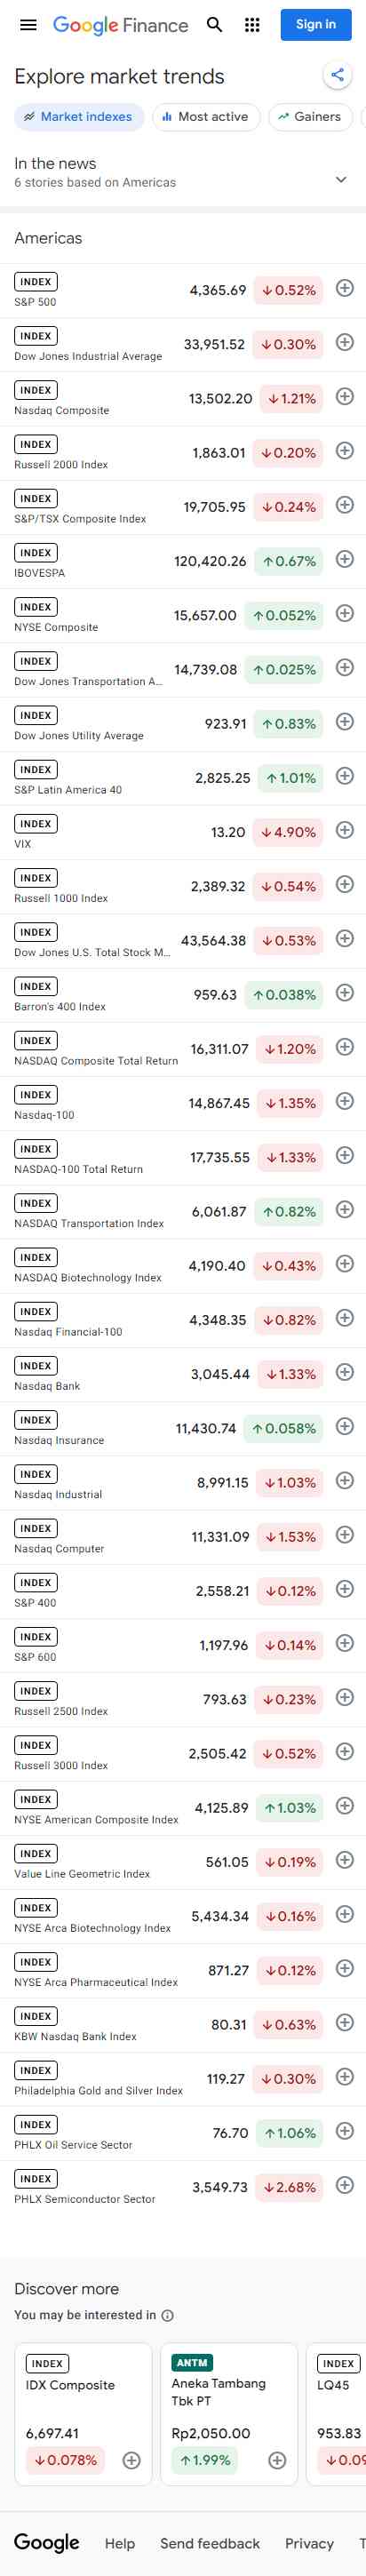 Google Finance
Sign in
Explore market trends
Market indexes
Most active
Gainers
In the news
6 stories based on Americas
Americas
INDEX
S&P 500
4,365.69
0.52%
INDEX
Dow Jones Industrial Average
33,951.52
0.30%
INDEX
Nasdaq Composite
13,502.20
1.21%
INDEX
Russell 2000 Index
1,863.01
0.20%
INDEX
S&P/TSX Composite Index
19,705.95
0.24%
INDEX
IBOVESPA
120,420.26
0.67%
INDEX
NYSE Composite
15,657.00
0.052%
INDEX
Dow Jones Transportation A...
14,739.08
0.025%
INDEX
Dow Jones Utility Average
923.91
0.83%
INDEX
S&P Latin America 40
2,825.25
1.01%
INDEX
VIX
13.20
4.90%
INDEX
Russell 1000 Index
2,389.32
0.54%
INDEX
Dow Jones U.S. Total Stock M...
43,564.38
0.53%
INDEX
Barron's 400 Index
959.63
0.038%
INDEX
NASDAQ Composite Total Return
16,311.07
1.20%
INDEX
Nasdaq-100
14,867.45
1.35%
INDEX
NASDAQ-100 Total Return
17,735.55
1.33%
INDEX
NASDAQ Transportation Index
6,061.87
0.82%
INDEX
NASDAQ Biotechnology Index
4,190.40
0.43%
INDEX
Nasdaq Financial-100
4,348.35
0.82%
INDEX
Nasdaq Bank
3,045.44
1.33%
INDEX
Nasdaq Insurance
11,430.74
0.058%
INDEX
Nasdaq Industrial
8,991.15
1.03%
INDEX
Nasdaq Computer
11,331.09
1.53%
INDEX
S&P 400
2,558.21
0.12%
INDEX
S&P 600
1,197.96
0.14%
INDEX
Russell 2500 Index
793.63
0.23%
INDEX
Russell 3000 Index
2,505.42
0.52%
INDEX
NYSE American Composite Index
4,125.89
1.03%
INDEX
Value Line Geometric Index
561.05
0.19%
INDEX
NYSE Arca Biotechnology Index
5,434.34
0.16%
INDEX
NYSE Arca Pharmaceutical Index
871.27
0.12%
INDEX
KBW Nasdaq Bank Index
80.31
0.63%
INDEX
Philadelphia Gold and Silver Index
119.27
0.30%
INDEX
PHLX Oil Service Sector
76.70
1.06%
INDEX
PHLX Semiconductor Sector
3,549.73
2.68%
Discover more
You may be interested in
INDEX
IDX Composite
6,697.41
0.078%
ANTM
Aneka Tambang
Tbk PT
Rp2,050.00
1.99%
INDEX
LQ45
953.83
Google
Help
Send feedback
Privacy